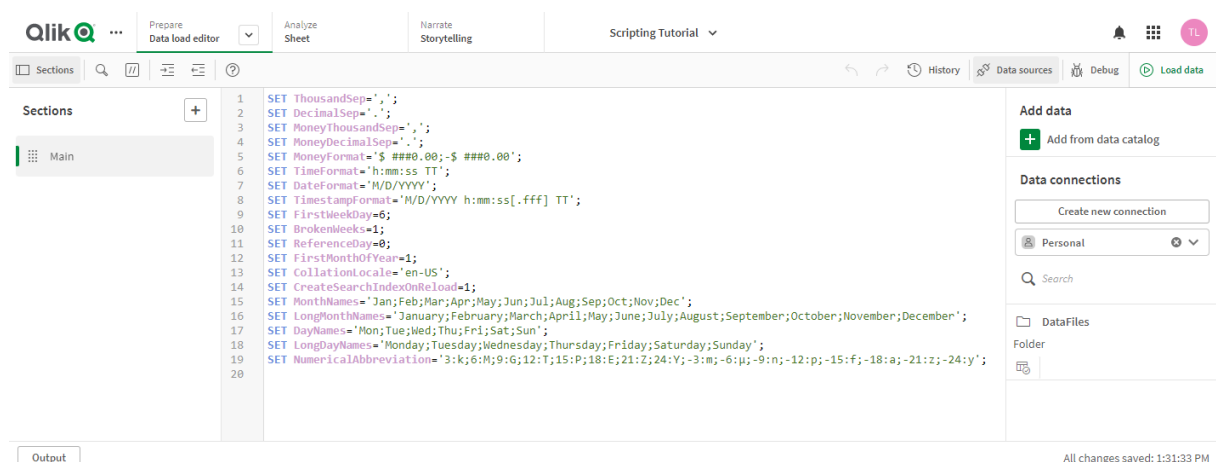 Qlik
Prepare
Data load editor
Analyze
Sheet
Narrate
Storytelling
Scripting Tutorial
TL
Sections
History
Data sources
Debug
Load data
Sections
Main
1 SET ThousandSep=',';
2 SET DecimalSep='.';
3 SET MoneyThousandSep=',';
4 SET MoneyDecimalSep='.';
5 SET MoneyFormat='$ ###0.00;-$ ###0.00';
6 SET TimeFormat='h:mm:ss TT';
7 SET DateFormat='M/D/YYYY';
8 SET TimestampFormat='M/D/YYYY h:mm:ss[.fff] TT';
9 SET FirstWeekDay=6;
10 SET BrokenWeeks=1;
11 SET ReferenceDay=0;
12 SET FirstMonthOfYear=1;
13 SET CollationLocale='en-US';
14 SET CreateSearchIndexOnReload=1;
15 SET MonthNames='Jan;Feb;Mar;Apr;May;Jun;Jul;Aug;Sep;Oct;Nov;Dec';
16 SET LongMonthNames='January;February;March;April;May;June;July;August;September;October;November;December';
17 SET DayNames='Mon;Tue;Wed;Thu;Fri;Sat;Sun';
18 SET LongDayNames='Monday;Tuesday;Wednesday;Thursday;Friday;Saturday;Sunday';
19 SET NumericalAbbreviation='3:k;6:M;9:G;12:T;15:P;18:E;21:Z;24:Y;-3:m;-6:μ;-9:n;-12:p;-15:f;-18:a;-21:z;-24:y';
20
Add data
Add from data catalog
Data connections
Create new connection
Personal
Search
DataFiles
Folder
Output
All changes saved: 1:31:33 PM